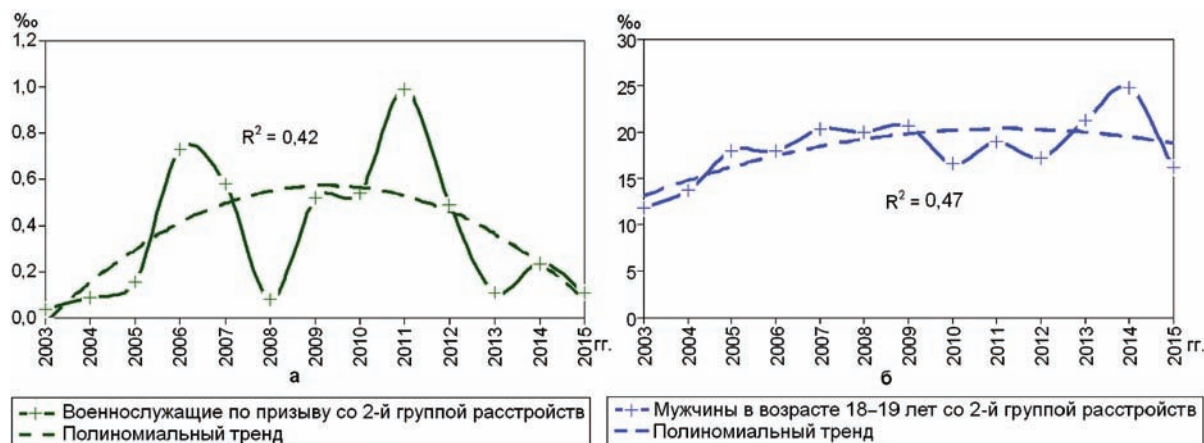 ‰
1,2
1,0
0,8
0,6
0,4
0,2
0,0
R² = 0,42
2003 2004 2005 2006 2007 2008 2009 2010 2011 2012 2013 2014 2015 гг.
а
Военнослужащие по призыву со 2-й группой расстройств
Полиномиальный тренд
‰
30
25
20
15
10
5
0
R² = 0,47
2003 2004 2005 2006 2007 2008 2009 2010 2011 2012 2013 2014 2015 гг.
б
Мужчины в возрасте 18–19 лет со 2-й группой расстройств
Полиномиальный тренд